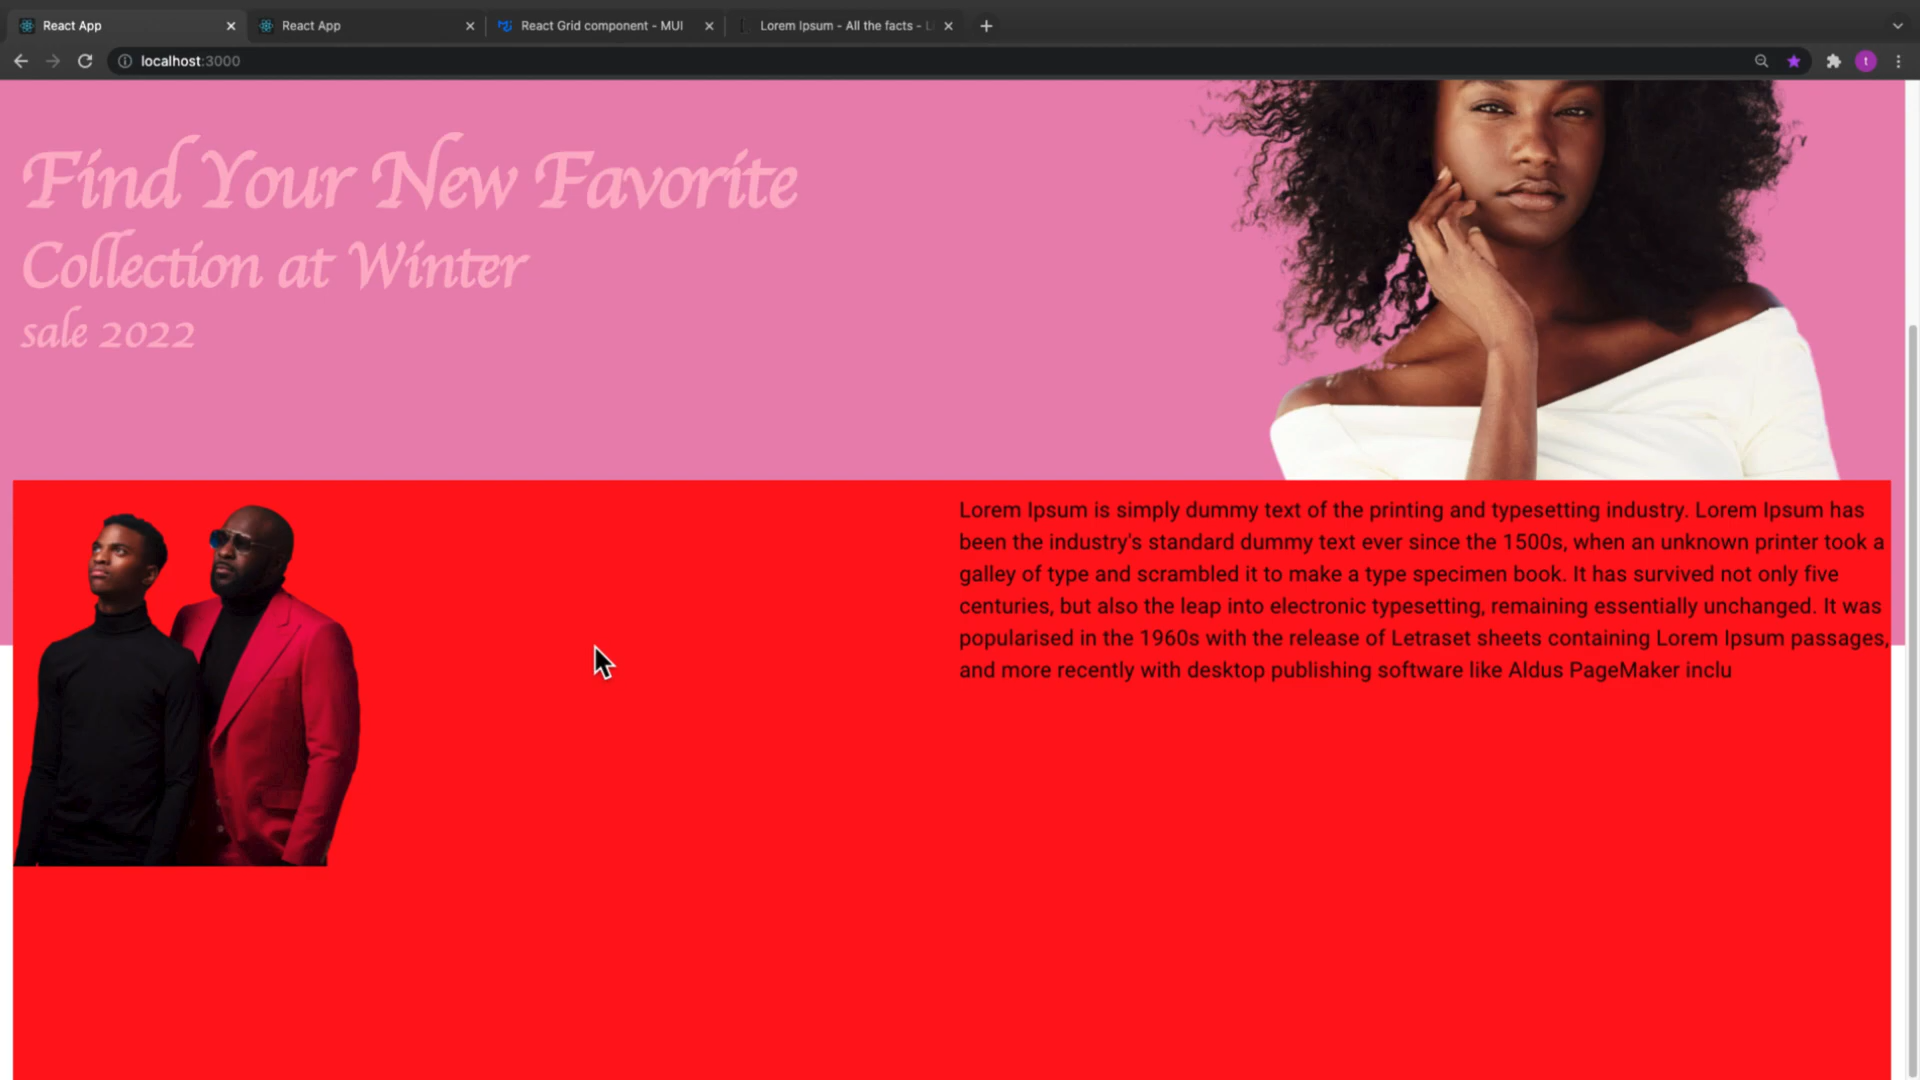 React App
React App
React Grid component - MUI
Lorem Ipsum - All the facts -
localhost:3000
t
Find Your New Favorite
Collection at Winter
sale 2022
Lorem Ipsum is simply dummy text of the printing and typesetting industry. Lorem Ipsum has
been the industry's standard dummy text ever since the 1500s, when an unknown printer took a
galley of type and scrambled it to make a type specimen book. It has survived not only five
centuries, but also the leap into electronic typesetting, remaining essentially unchanged. It was
popularised in the 1960s with the release of Letraset sheets containing Lorem Ipsum passages,
and more recently with desktop publishing software like Aldus PageMaker inclu